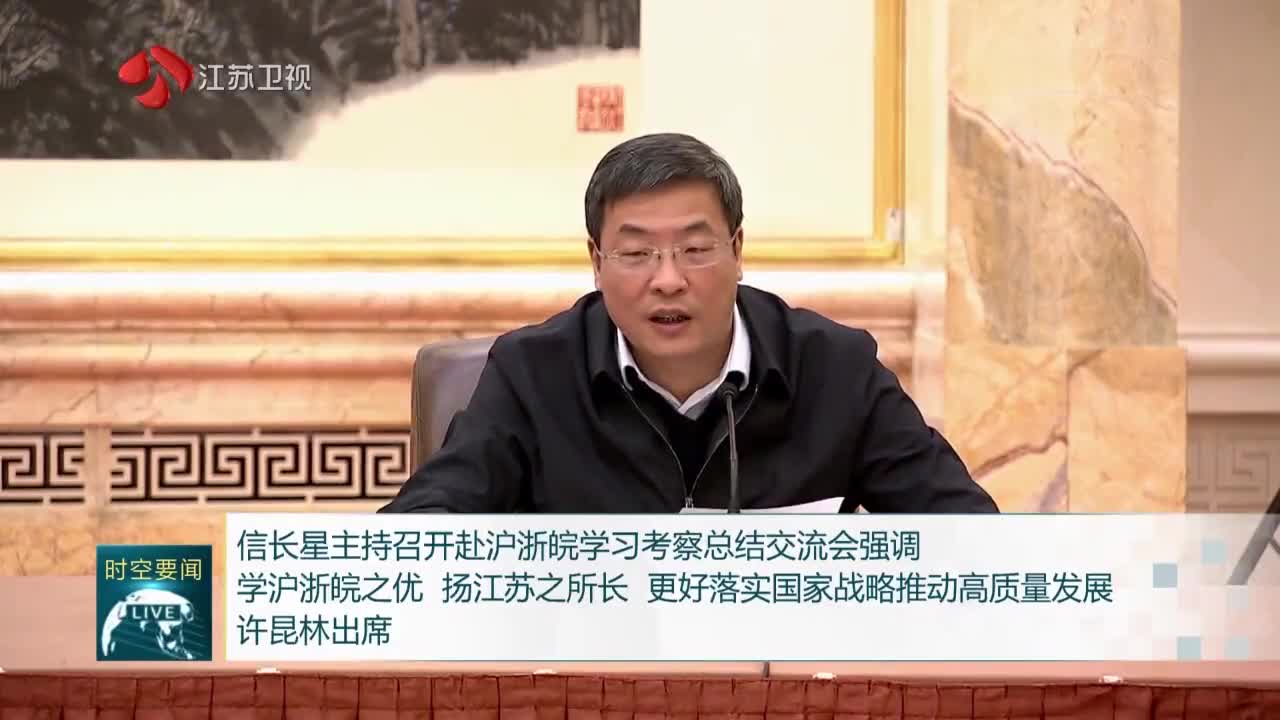 江苏卫视
时空要闻
LIVE
信长星主持召开赴沪浙皖学习考察总结交流会强调
学沪浙皖之优 扬江苏之所长 更好落实国家战略推动高质量发展
许昆林出席